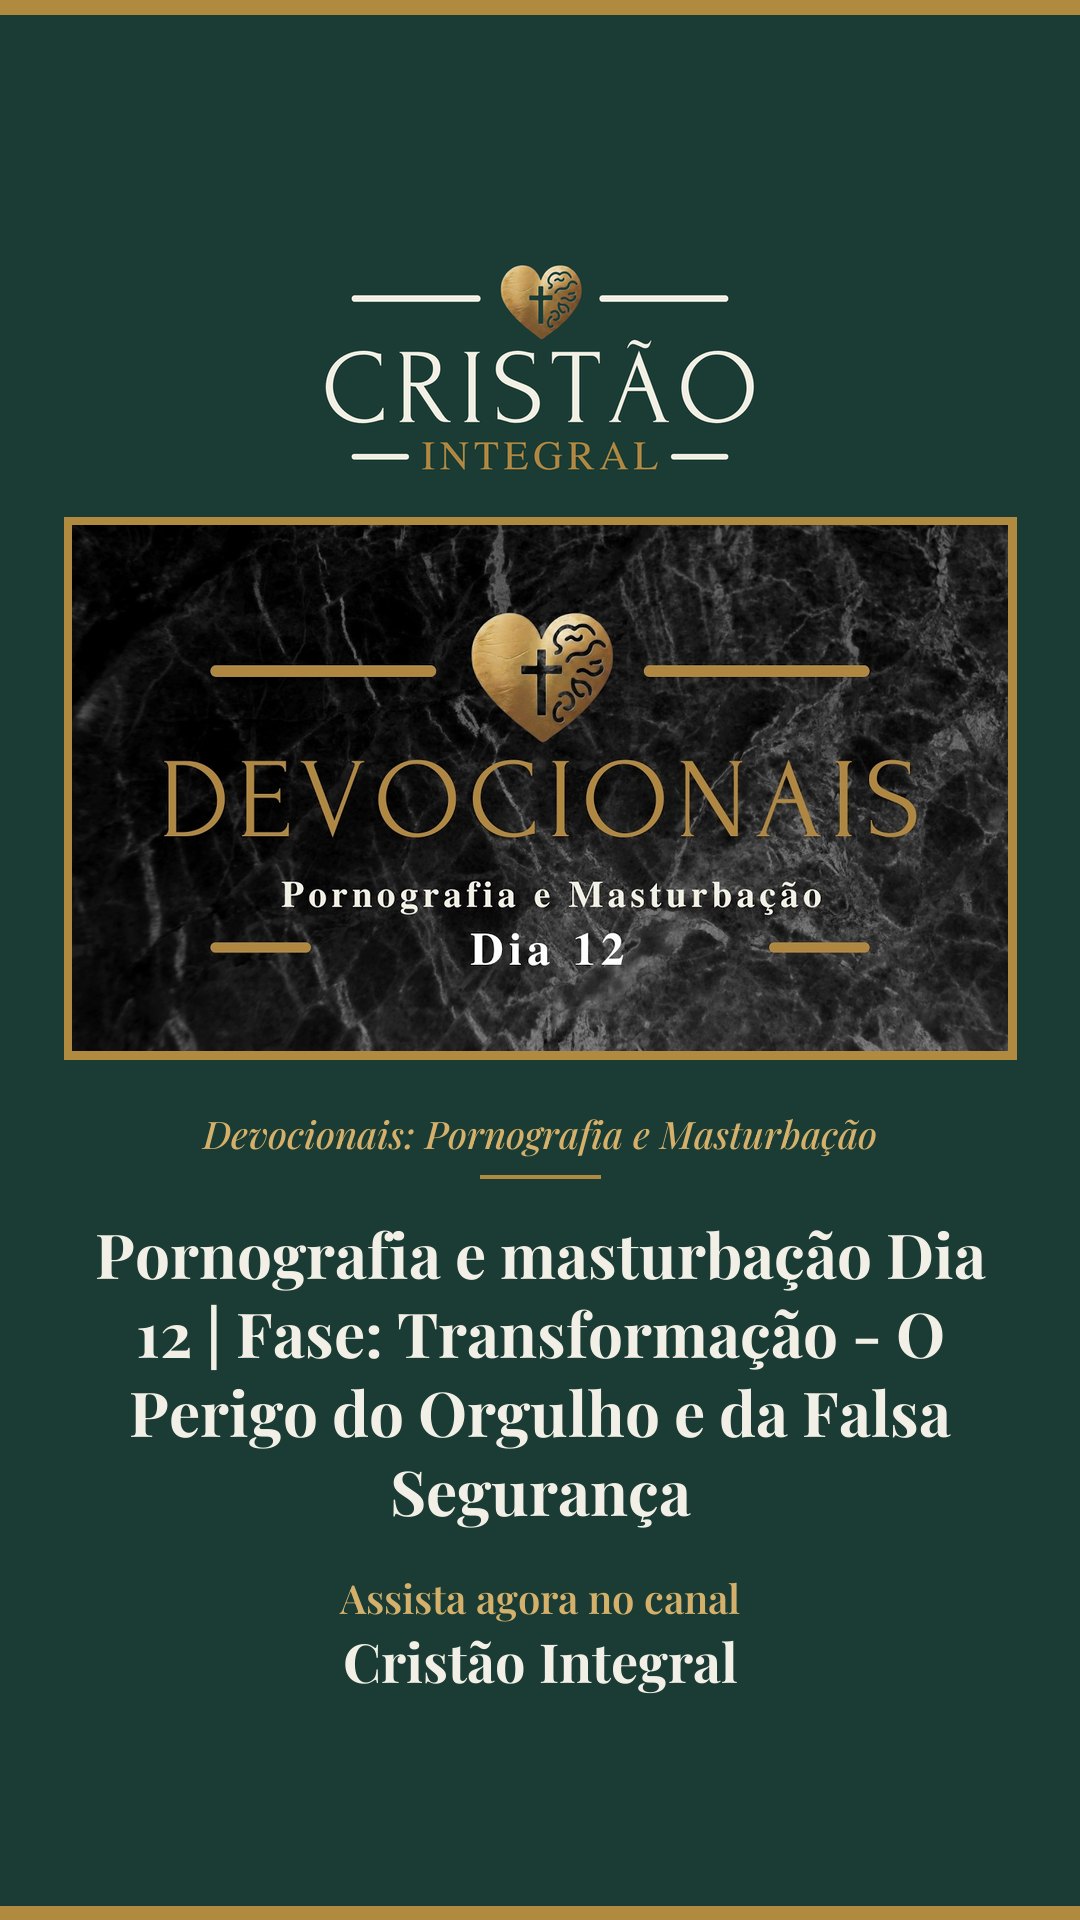 CRISTÃO
INTEGRAL
DEVOCIONAIS
Pornografia e Masturbação
Dia 12
Devocionais: Pornografia e Masturbação
Pornografia e masturbação Dia
12 | Fase: Transformação - O
Perigo do Orgulho e da Falsa
Segurança
Assista agora no canal
Cristão Integral